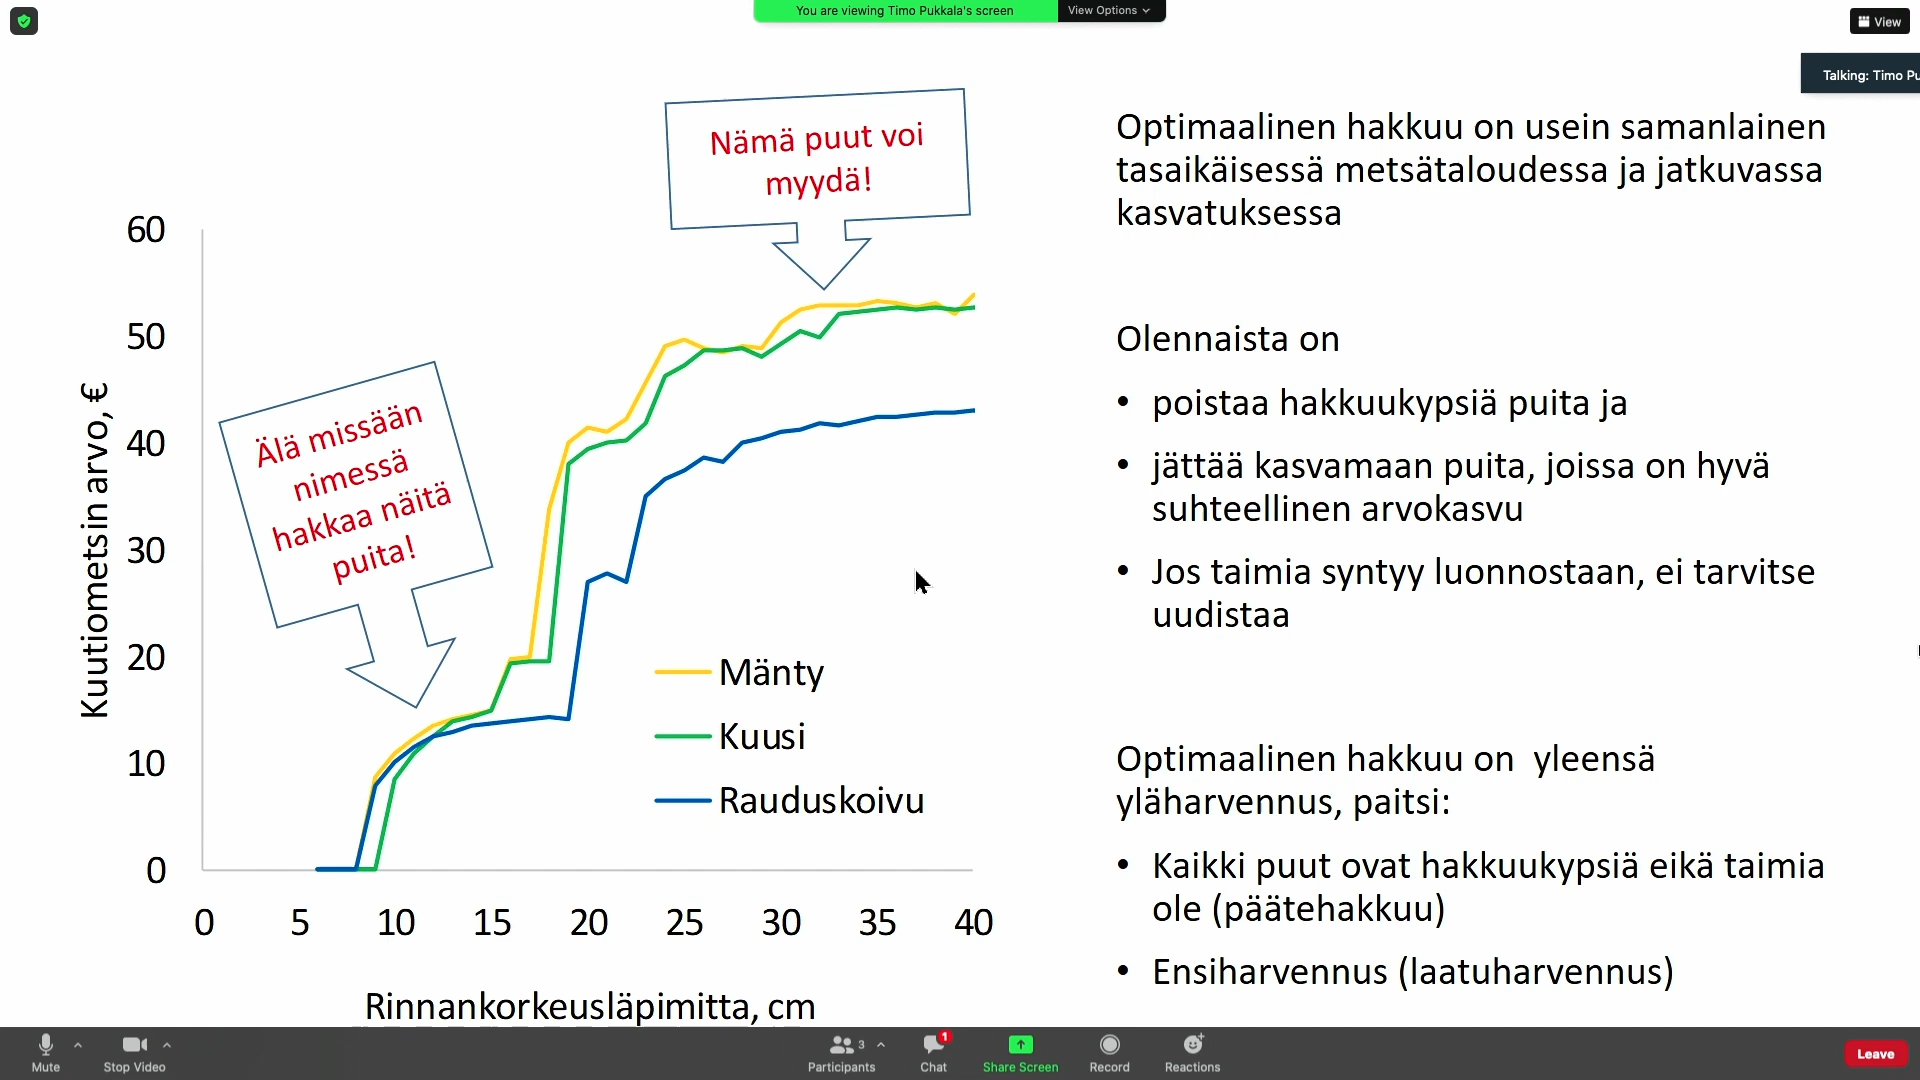 You are viewing Timo Pukkala's screen
View Options
View
Talking: Timo Pu
Nämä puut voi
myydä!
Älä missään
nimessä
hakkaa näitä
puita!
Kuutiometsin arvo, €
60
50
40
30
20
10
0
0 5 10 15 20 25 30 35 40
Rinnankorkeusläpimitta, cm
Mänty
Kuusi
Rauduskoivu
Optimaalinen hakkuu on usein samanlainen
tasaikäisessä metsätaloudessa ja jatkuvassa
kasvatuksessa
Olennaista on
• poistaa hakkuukypsiä puita ja
• jättää kasvamaan puita, joissa on hyvä
suhteellinen arvokasvu
• Jos taimia syntyy luonnostaan, ei tarvitse
uudistaa
Optimaalinen hakkuu on yleensä
yläharvennus, paitsi:
• Kaikki puut ovat hakkuukypsiä eikä taimia
ole (päätehakkuu)
• Ensiharvennus (laatuharvennus)
Mute
Stop Video
3
Participants
1
Chat
Share Screen
Record
Reactions
Leave